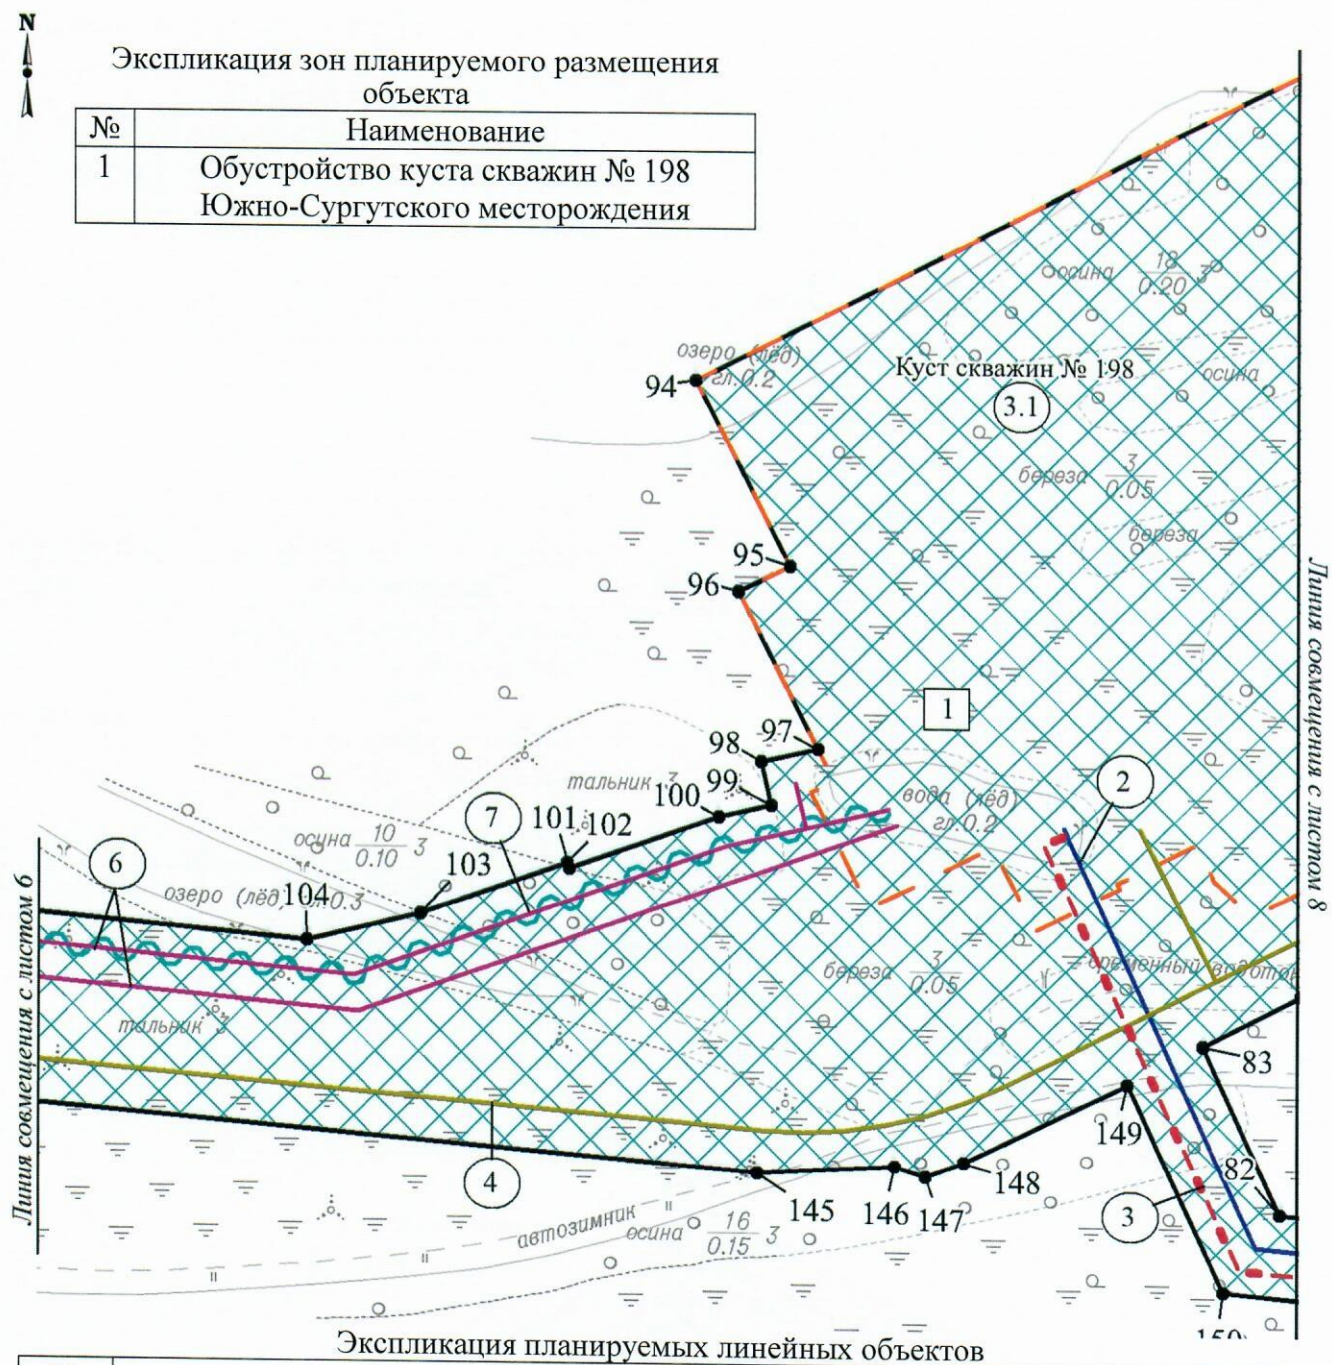 N
Экспликация зон планируемого размещения
объекта
№ Наименование
1 Обустройство куста скважин № 198
Южно-Сургутского месторождения
осина 18/0.20 3
озеро (лёд)
гл.0.2
94
Куст скважин № 198
осина
3.1
береза 3/0.05
береза
95
96
Линия совмещения с листом 8
1
97
98
2
тальник 3
99
вода (лёд)
гл.0.2
100
7
101
102
осина 10/0.10 3
6
103
озеро (лёд) гл.0.3
104
Линия совмещения с листом 6
береза 3/0.05
временный водоток
тальник 3
83
149
82
4
148
145
146
147
3
автозимник
осина 16/0.15 3
150
Экспликация планируемых линейных объектов